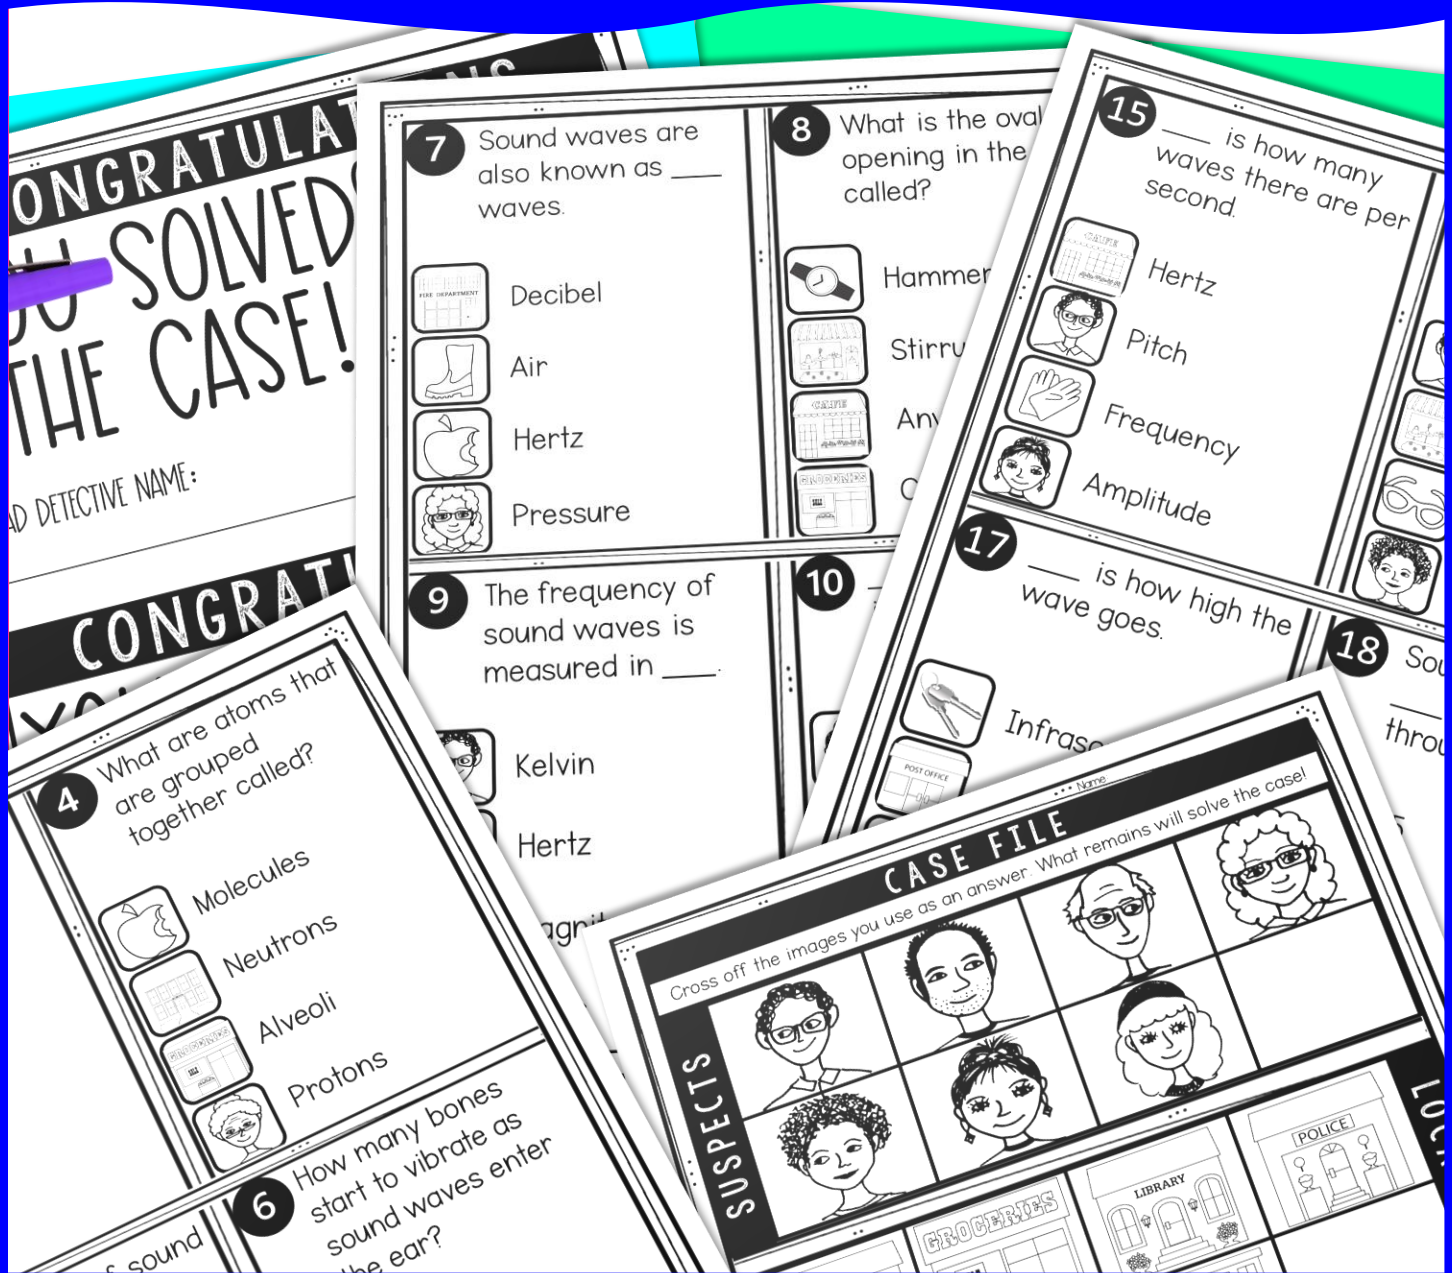 CONGRATULATIONS
YOU SOLVED
THE CASE!
DETECTIVE NAME:
7
Sound waves are
also known as ____
waves.
FIRE DEPARTMENT
Decibel
Air
Hertz
Pressure
8
What is the oval
opening in the
called?
Hammer
CAFE
GROCERIES
9
The frequency of
sound waves is
measured in ____.
Kelvin
Hertz
10
15
____ is how many
waves there are per
second.
CAFE
Hertz
Pitch
Frequency
Amplitude
17
____ is how high the
wave goes.
POST OFFICE
18
____
4
What are atoms that
are grouped
together called?
Molecules
Neutrons
Alveoli
GROCERIES
Protons
6
How many bones
start to vibrate as
sound waves enter
the ear?
sound
Name:
CASE FILE
Cross off the images you use as an answer. What remains will solve the case!
SUSPECTS
GROCERIES
LIBRARY
POLICE